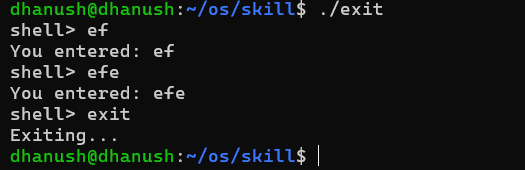 dhanush@dhanush:~/os/skill$ ./exit
shell> ef
You entered: ef
shell> efe
You entered: efe
shell> exit
Exiting...
dhanush@dhanush:~/os/skill$